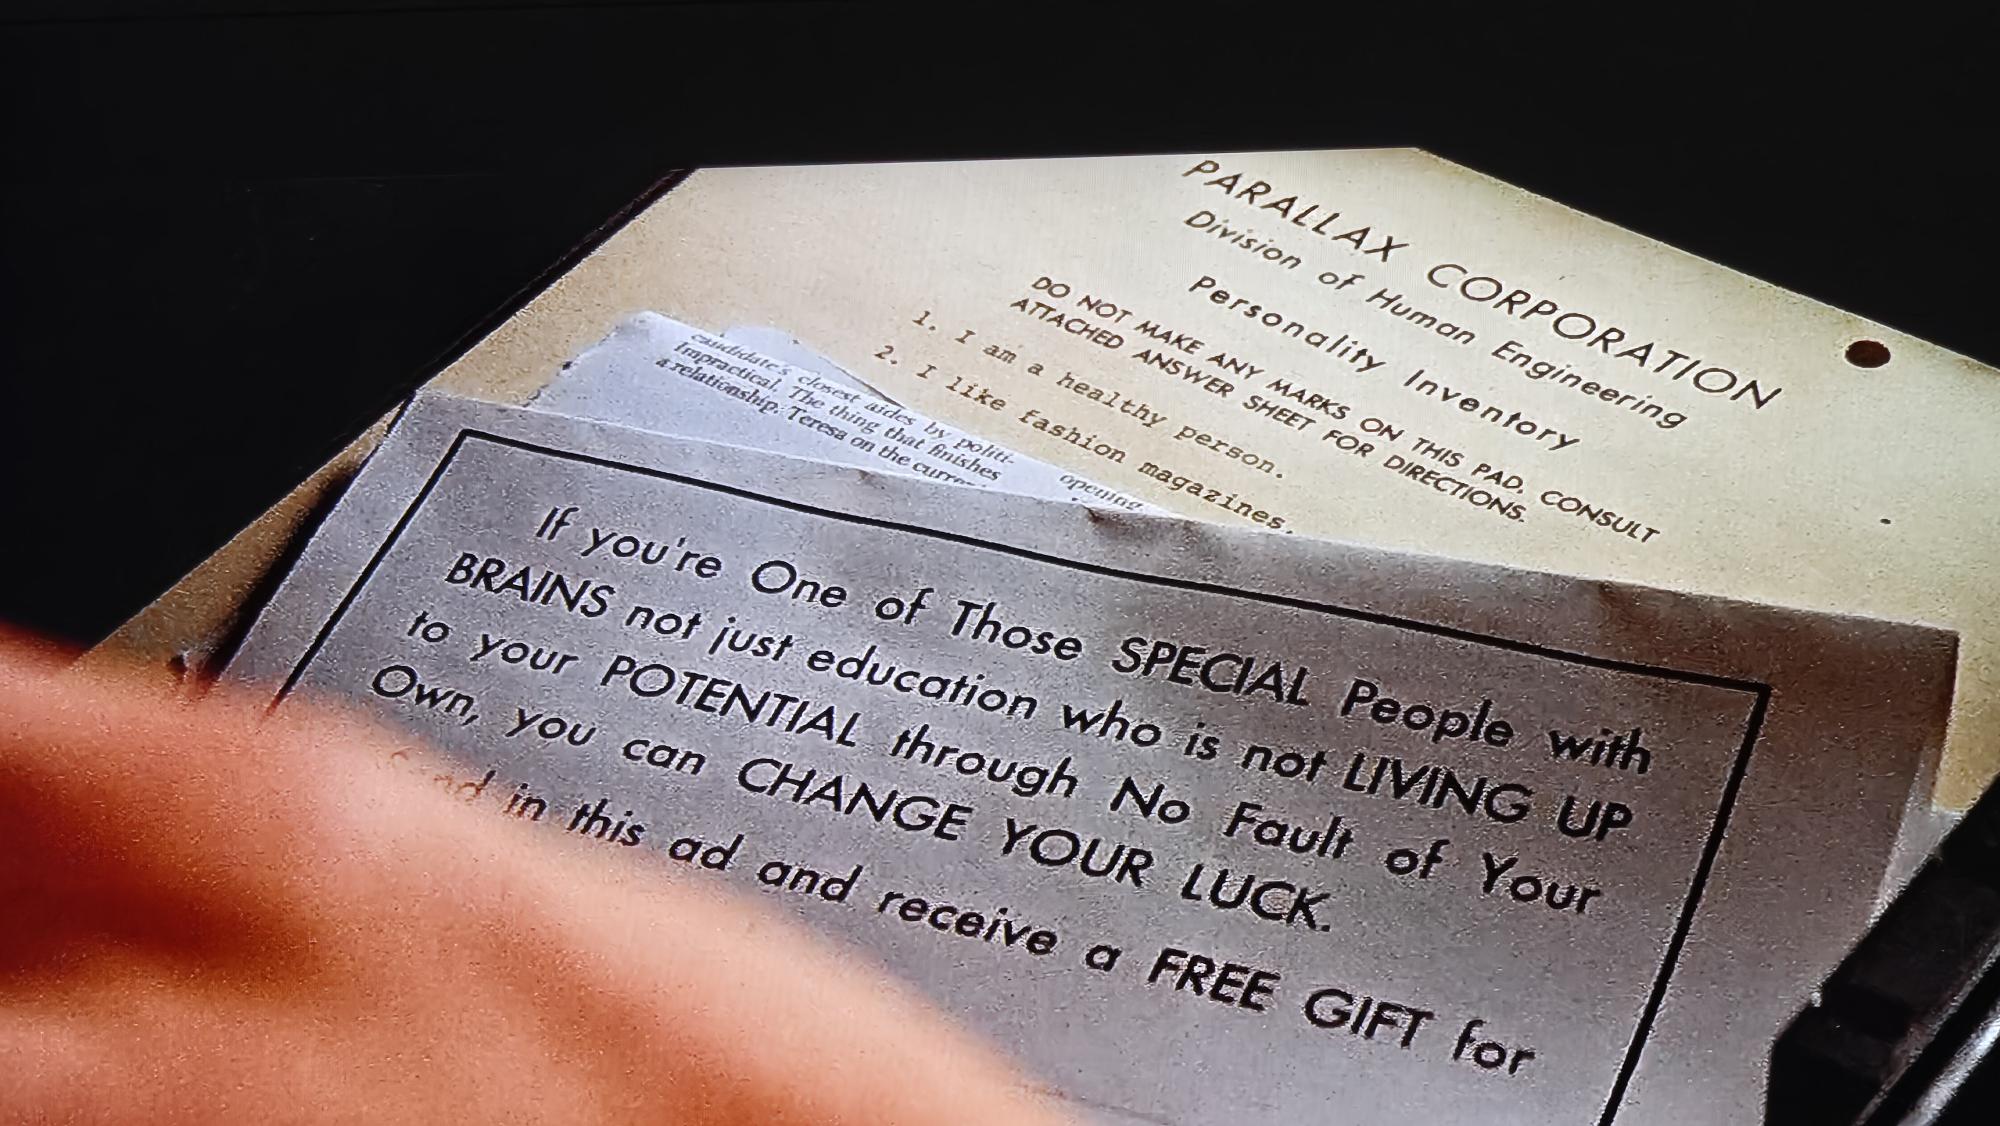 PARALLAX CORPORATION
Division of Human Engineering
Personality Inventory
DO NOT MAKE ANY MARKS ON THIS PAD. CONSULT
ATTACHED ANSWER SHEET FOR DIRECTIONS.
1. I am a healthy person.
2. I like fashion magazines.
candidate's closest aides by politi-
Impractical. The thing that finishes
a relationship. Teresa on the
opening
If you're One of Those SPECIAL People with
BRAINS not just education who is not LIVING UP
to your POTENTIAL through No Fault of Your
Own, you can CHANGE YOUR LUCK.
in this ad and receive a FREE GIFT for